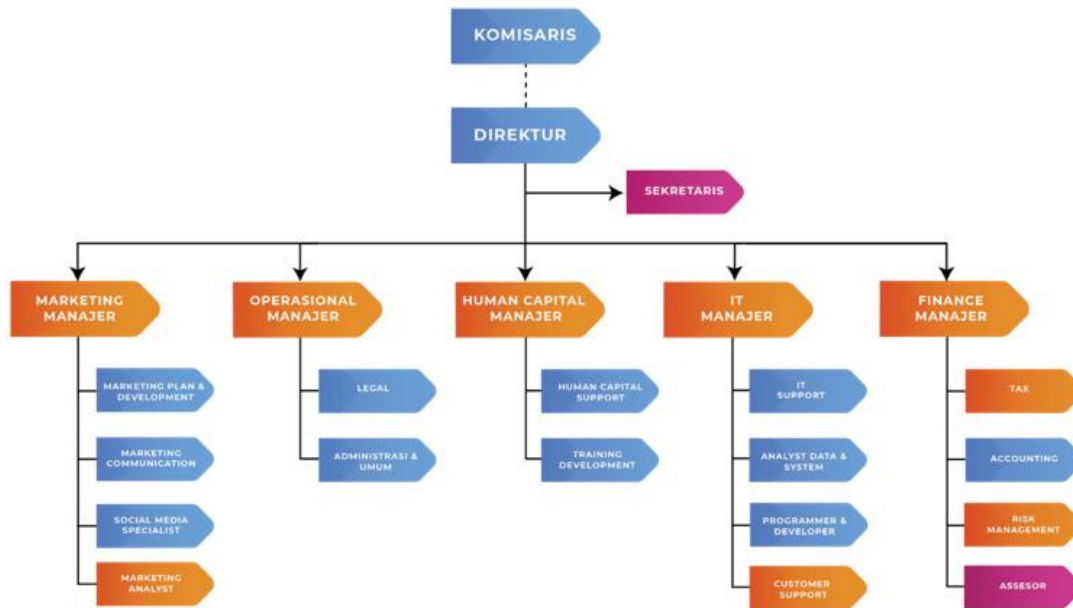 KOMISARIS
DIREKTUR
SEKRETARIS
MARKETING
MANAJER
OPERASIONAL
MANAJER
HUMAN CAPITAL
MANAJER
IT
MANAJER
FINANCE
MANAJER
MARKETING PLAN &
DEVELOPMENT
LEGAL
HUMAN CAPITAL
SUPPORT
IT
SUPPORT
TAX
MARKETING
COMMUNICATION
ADMINISTRASI &
UMUM
TRAINING
DEVELOPMENT
ANALYST DATA &
SYSTEM
ACCOUNTING
SOCIAL MEDIA
SPECIALIST
PROGRAMMER &
DEVELOPER
RISK
MANAGEMENT
MARKETING
ANALYST
CUSTOMER
SUPPORT
ASSESOR